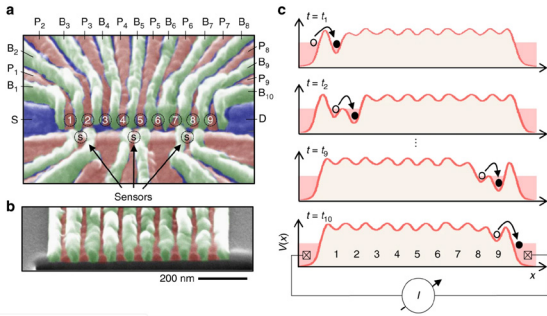 a
P2 B3 P3 B4 P4 B5 P5 B6 P6 B7 P7 B8
B2
P1
B1
S
P8
B9
P9
B10
D
1 2 3 4 5 6 7 8 9
S S S
Sensors
b
200 nm
c
t = t1
t = t2
t = t9
t = t10
V(x)
1 2 3 4 5 6 7 8 9
x
I